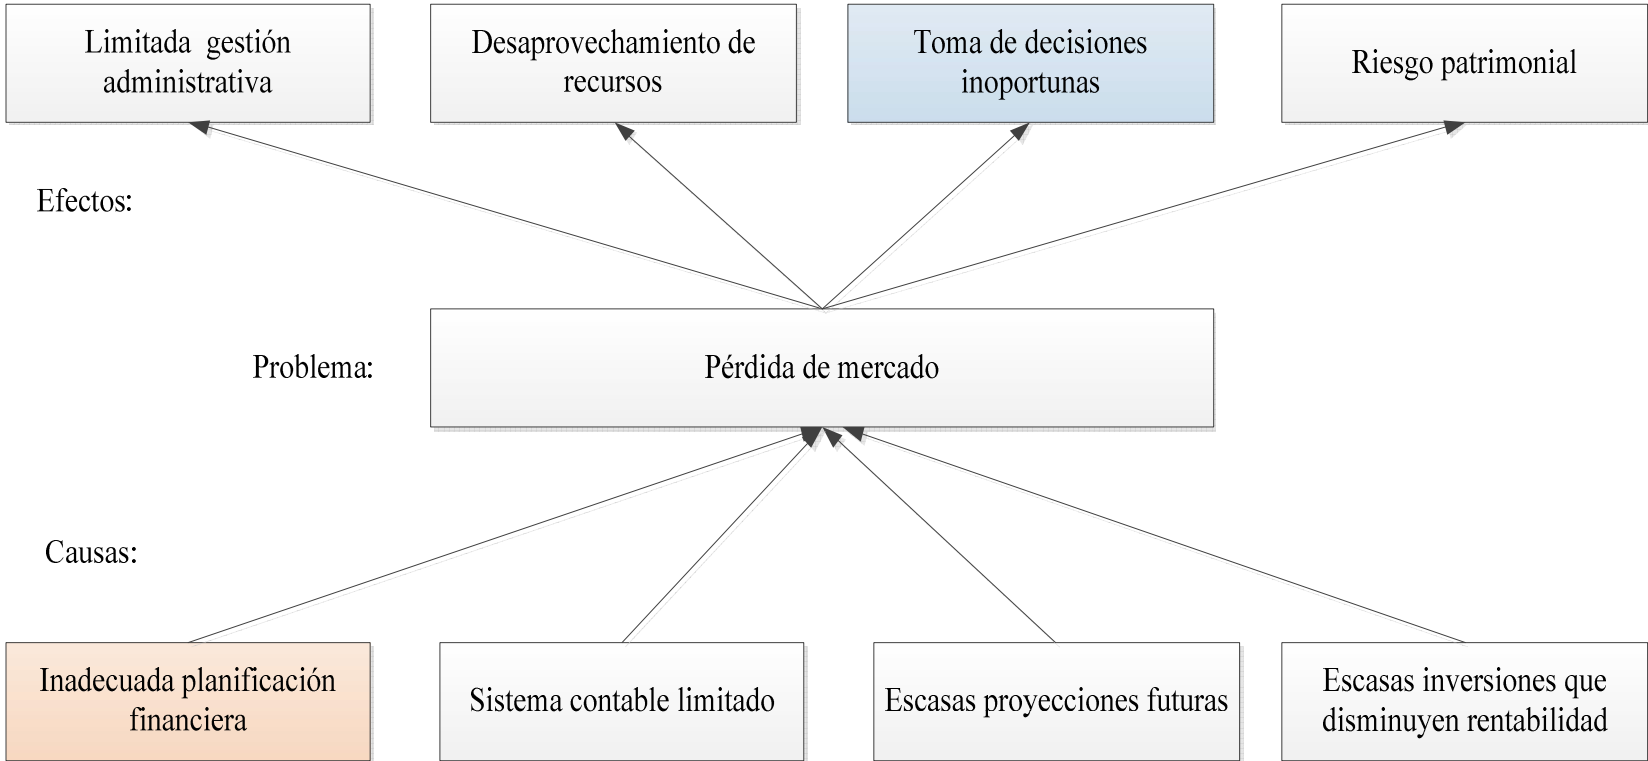 Limitada gestión
administrativa
Desaprovechamiento de
recursos
Toma de decisiones
inoportunas
Riesgo patrimonial
Efectos:
Problema:
Pérdida de mercado
Causas:
Inadecuada planificación
financiera
Sistema contable limitado
Escasas proyecciones futuras
Escasas inversiones que
disminuyen rentabilidad